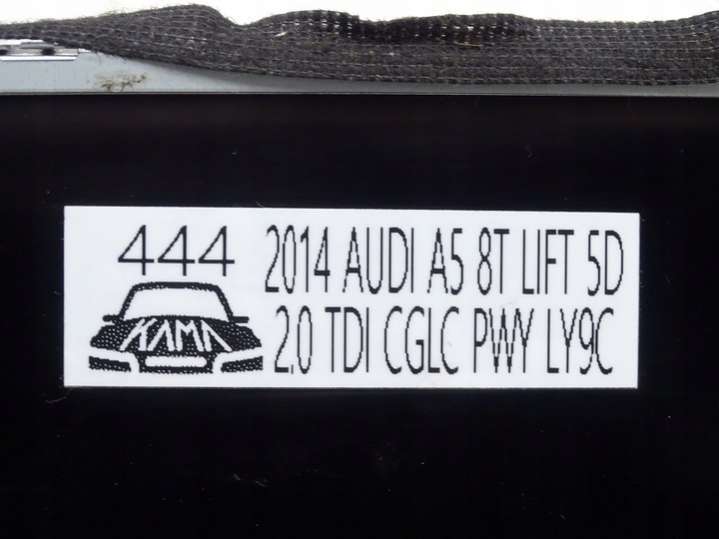 444
2014 AUDI A5 8T LIFT 5D
KAMA
2,0 TDI CGLC PWY LY9C